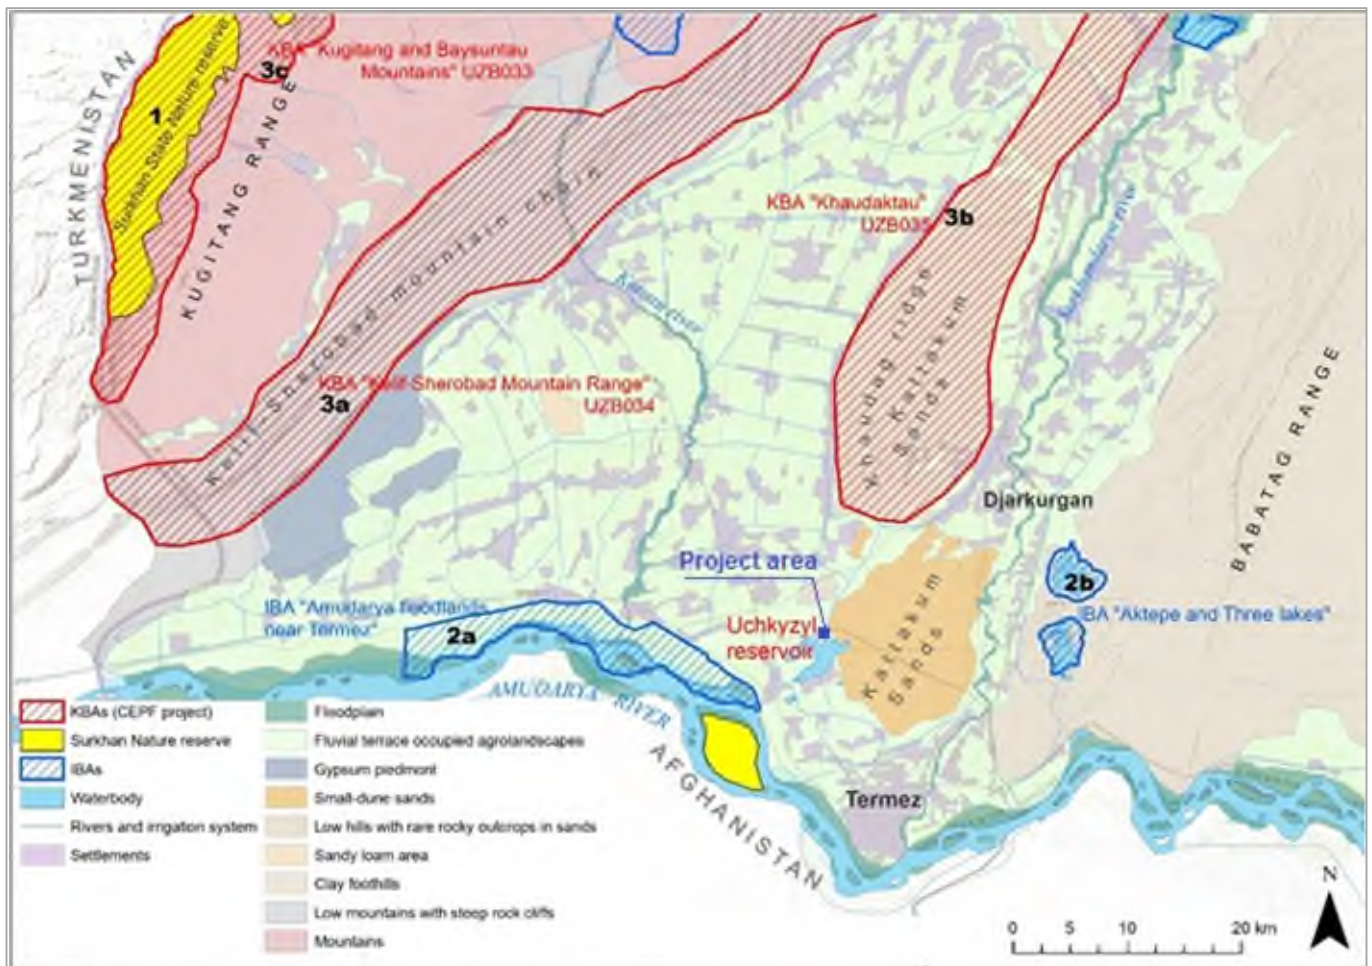 TURKMENISTAN
1
Surkhan State Nature reserve
3c
KBA "Kugitang and Baysuntau
Mountains" UZB033
KUGITANG RANGE
Kelif-Sherobad mountain chain
KBA "Kelif-Sherobad Mountain Range"
UZB034
3a
KBA "Khaudaktau"
UZB035
3b
Khaudag ridge
Kattakum
Sands
Surkhandarya river
Djarkurgan
BABATAG RANGE
Project area
2b
IBA "Aktepe and Three lakes"
IBA "Amudarya floodlands
near Termez"
2a
Uchkyzyl
reservoir
Kattakum
Sands
AMUDARYA RIVER
AFGHANISTAN
Termez
KBAs (CEPF project)
Surkhan Nature reserve
IBAs
Waterbody
Rivers and irrigation system
Settlements
Floodplian
Fluvial terrace occupied agrolandscapes
Gypsum piedmont
Small-dune sands
Low hills with rare rocky outcrops in sands
Sandy loam area
Clay foothills
Low mountains with steep rock cliffs
Mountains
N
0 5 10 20 km